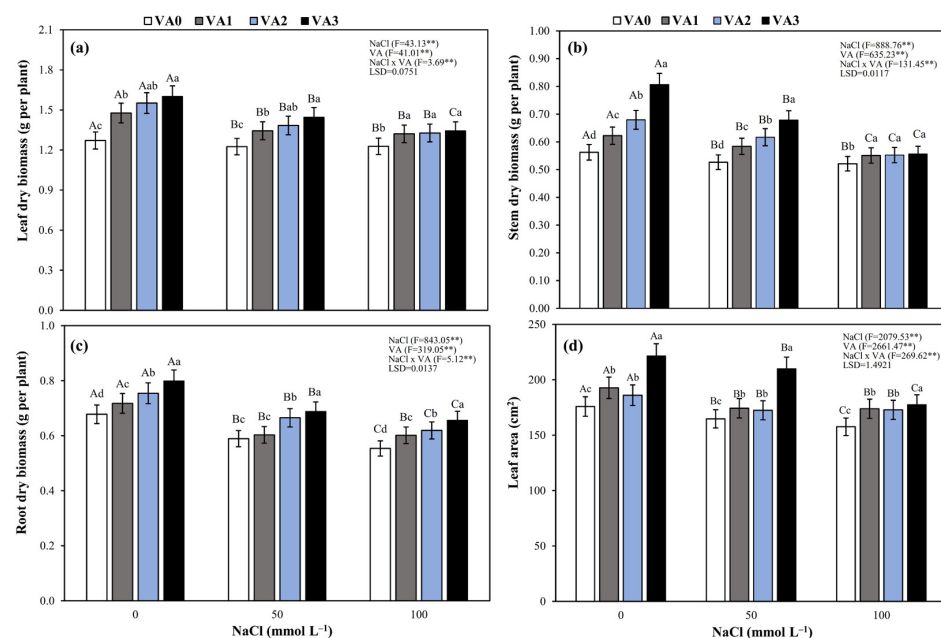 VA0 VA1 VA2 VA3
2.1
1.8
1.5
1.2
0.9
0.6
0.3
0.0
Leaf dry biomass (g per plant)
(a)
NaCl (F=43.13**)
VA (F=41.01**)
NaCl x VA (F=3.69**)
LSD=0.0751
Ac Ab Aab Aa
Bc Bb Bab Ba
Bb Ba Ba Ca
VA0 VA1 VA2 VA3
1.00
0.90
0.80
0.70
0.60
0.50
0.40
0.30
0.20
0.10
0.00
Stem dry biomass (g per plant)
(b)
NaCl (F=888.76**)
VA (F=635.23**)
NaCl x VA (F=131.45**)
LSD=0.0117
Ad Ac Ab Aa
Bd Bc Bb Ba
Bb Ca Ca Ca
1.0
0.8
0.6
0.4
0.2
0.0
Root dry biomass (g per plant)
(c)
NaCl (F=843.05**)
VA (F=319.05**)
NaCl x VA (F=5.12**)
LSD=0.0137
Ad Ac Ab Aa
Bc Bc Bb Ba
Cd Bc Cb Ca
0 50 100
NaCl (mmol L⁻¹)
250
200
150
100
50
0
Leaf area (cm²)
(d)
NaCl (F=2079.53**)
VA (F=2661.47**)
NaCl x VA (F=269.62**)
LSD=1.4921
Ac Ab Ab Aa
Bc Bb Bb Ba
Cc Bb Bb Ca
0 50 100
NaCl (mmol L⁻¹)